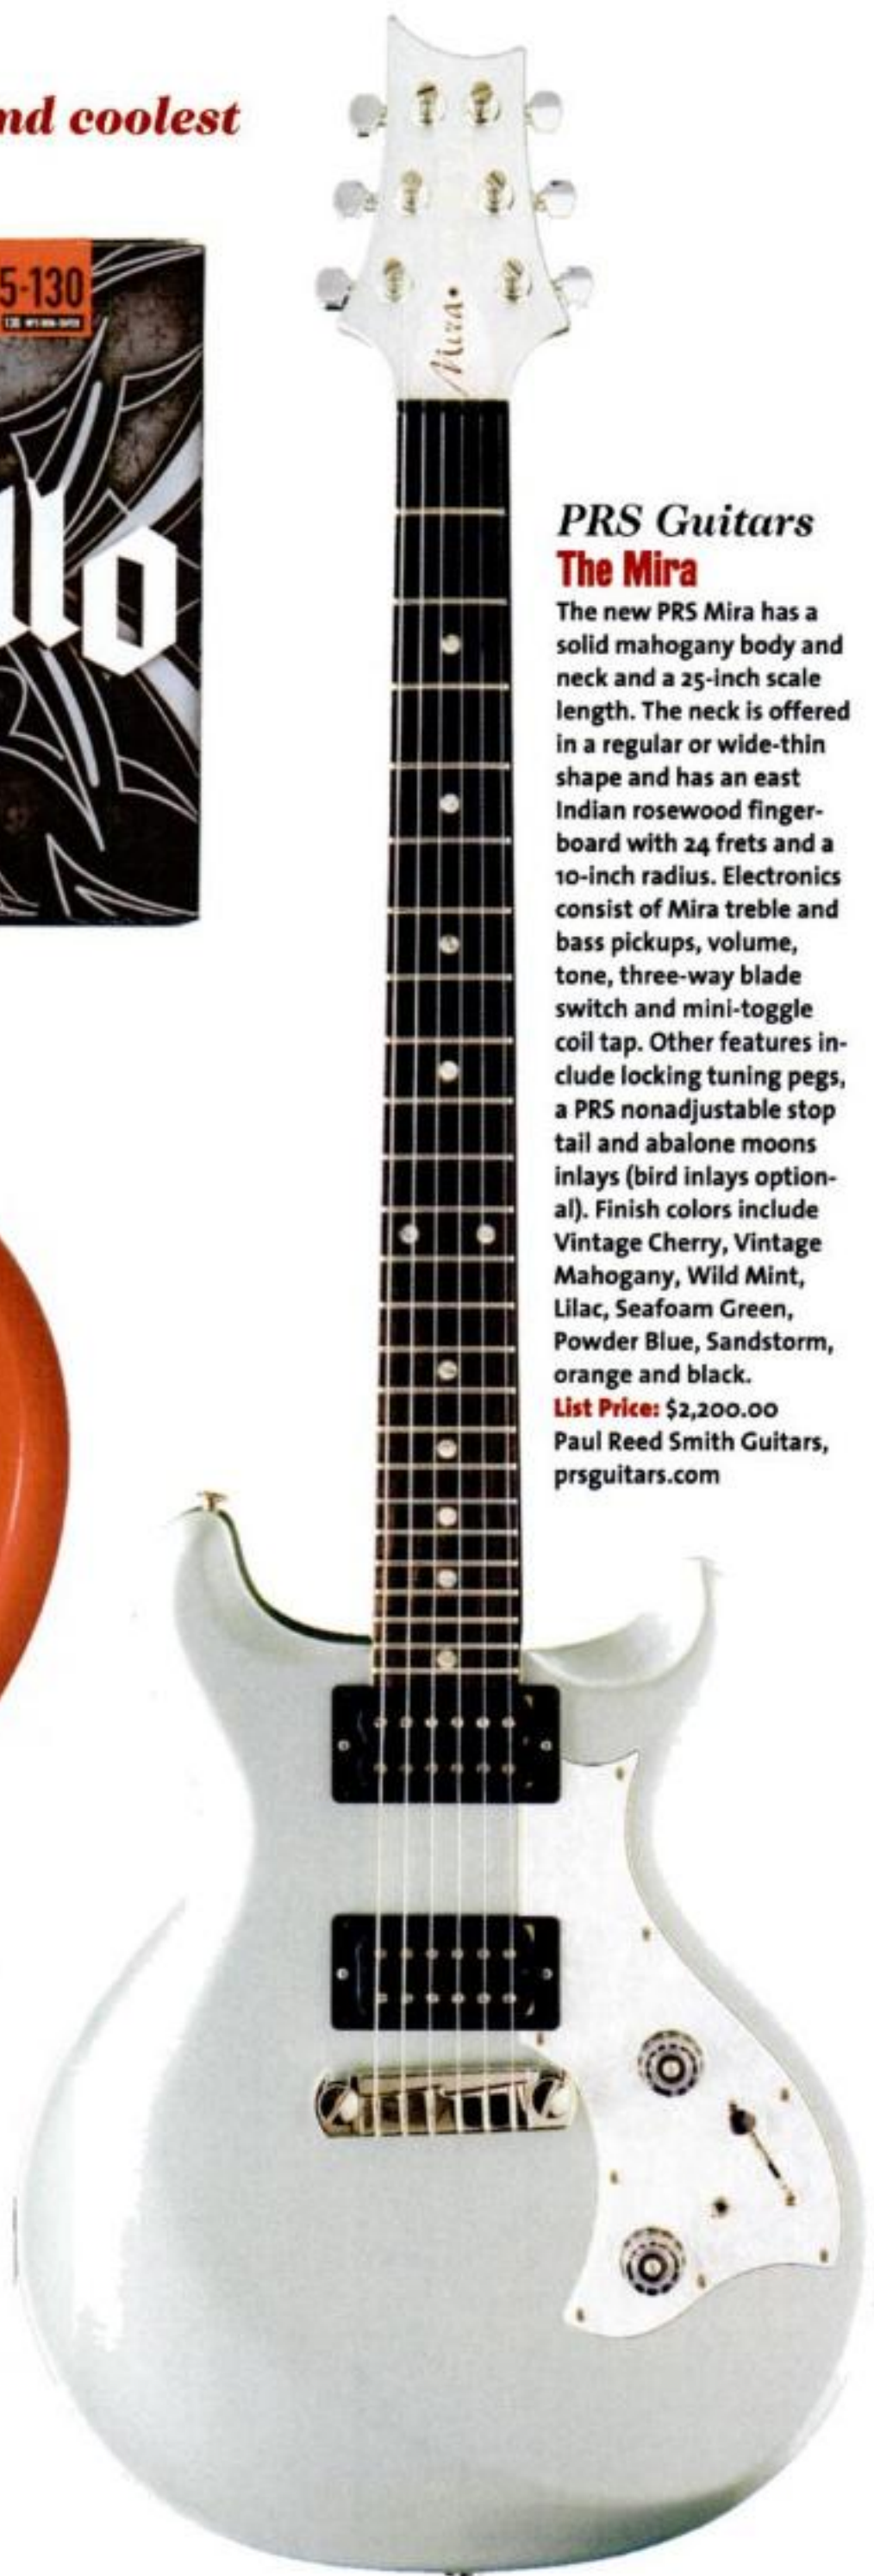 nd coolest
5-130
llo
Mira
PRS Guitars
The Mira
The new PRS Mira has a
solid mahogany body and
neck and a 25-inch scale
length. The neck is offered
in a regular or wide-thin
shape and has an east
Indian rosewood finger-
board with 24 frets and a
10-inch radius. Electronics
consist of Mira treble and
bass pickups, volume,
tone, three-way blade
switch and mini-toggle
coil tap. Other features in-
clude locking tuning pegs,
a PRS nonadjustable stop
tail and abalone moons
inlays (bird inlays option-
al). Finish colors include
Vintage Cherry, Vintage
Mahogany, Wild Mint,
Lilac, Seafoam Green,
Powder Blue, Sandstorm,
orange and black.
List Price: $2,200.00
Paul Reed Smith Guitars,
prsguitars.com